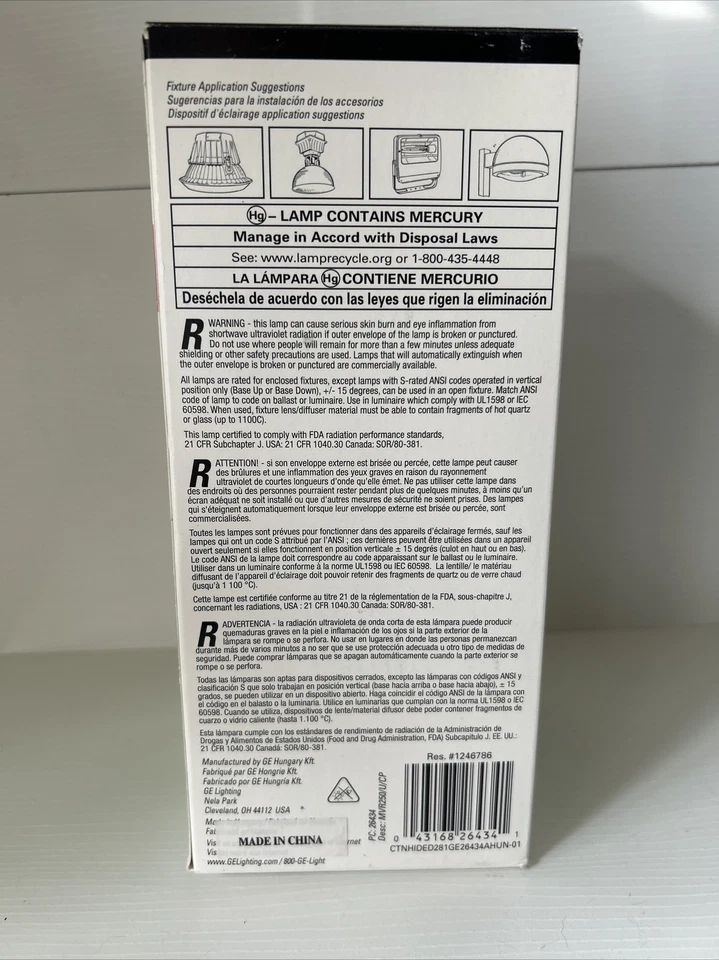 Fixture Application Suggestions
Sugerencias para la instalación de los accesorios
Dispositif d'éclairage application suggestions
Hg – LAMP CONTAINS MERCURY
Manage in Accord with Disposal Laws
See: www.lamprecycle.org or 1-800-435-4448
LA LÁMPARA Hg CONTIENE MERCURIO
Deséchela de acuerdo con las leyes que rigen la eliminación
R WARNING - this lamp can cause serious skin burn and eye inflammation from
shortwave ultraviolet radiation if outer envelope of the lamp is broken or punctured.
Do not use where people will remain for more than a few minutes unless adequate
shielding or other safety precautions are used. Lamps that will automatically extinguish when
the outer envelope is broken or punctured are commercially available.
All lamps are rated for enclosed fixtures, except lamps with S-rated ANSI codes operated in vertical
position only (Base Up or Base Down), +/- 15 degrees, can be used in an open fixture. Match ANSI
code of lamp to code on ballast or luminaire. Use in luminaire which comply with UL1598 or IEC
60598. When used, fixture lens/diffuser material must be able to contain fragments of hot quartz
or glass (up to 1100C).
This lamp certified to comply with FDA radiation performance standards,
21 CFR Subchapter J. USA: 21 CFR 1040.30 Canada: SOR/80-381.
R ATTENTION! - si son enveloppe externe est brisée ou percée, cette lampe peut causer
des brûlures et une inflammation des yeux graves en raison du rayonnement
ultraviolet de courtes longueurs d'onde qu'elle émet. Ne pas utiliser cette lampe dans
des endroits où des personnes pourraient rester pendant plus de quelques minutes, à moins qu'un
écran adéquat ne soit installé ou que d'autres mesures de sécurité ne soient prises. Des lampes
qui s'éteignent automatiquement lorsque leur enveloppe externe est brisée ou percée, sont
commercialisées.
Toutes les lampes sont prévues pour fonctionner dans des appareils d'éclairage fermés, sauf les
lampes qui ont un code S attribué par l'ANSI ; ces dernières peuvent être utilisées dans un appareil
ouvert seulement si elles fonctionnent en position verticale ± 15 degrés (culot en haut ou en bas).
Le code ANSI de la lampe doit correspondre au code apparaissant sur le ballast ou le luminaire.
Utiliser dans un luminaire conforme à la norme UL1598 ou IEC 60598. La lentille/ le matériau
diffusant de l'appareil d'éclairage doit pouvoir retenir des fragments de quartz ou de verre chaud
(jusqu'à 1 100 °C).
Cette lampe est certifiée conforme au titre 21 de la réglementation de la FDA, sous-chapitre J,
concernant les radiations, USA : 21 CFR 1040.30 Canada: SOR/80-381.
R ADVERTENCIA - la radiación ultravioleta de onda corta de esta lámpara puede producir
quemaduras graves en la piel e inflamación de los ojos si la parte exterior de la
lámpara se rompe o se perfora. No usar en lugares en donde las personas permanezcan
durante más de varios minutos a no ser que se use protección adecuada u otro tipo de medidas de
seguridad. Puede comprar lámparas que se apagan automáticamente cuando la parte exterior se
rompe o se perfora.
Todas las lámparas son aptas para dispositivos cerrados, excepto las lámparas con códigos ANSI y
clasificación S que solo trabajan en posición vertical (base hacia arriba o base hacia abajo), ± 15
grados, se pueden utilizar en un dispositivo abierto. Haga coincidir el código ANSI de la lámpara con
el código en el balasto o la luminaria. Utilice en luminarias que cumplan con la norma UL1598 o IEC
60598. Cuando se utiliza, dispositivos de lente/material difusor debe poder contener fragmentos de
cuarzo o vidrio caliente (hasta 1.100 °C).
Esta lámpara cumple con los estándares de rendimiento de radiación de la Administración de
Drogas y Alimentos de Estados Unidos (Food and Drug Administration, FDA) Subcapítulo J. EE. UU.:
21 CFR 1040.30 Canadá: SOR/80-381.
Manufactured by GE Hungary Kft.
Fabriqué par GE Hongrie Kft.
Fabricado por GE Hungría Kft.
GE Lighting
Nela Park
Cleveland, OH 44112 USA
Vis
MADE IN CHINA
rnet
Vis
www.GELighting.com / 800-GE-Light
PC: 26434
Desc: MVR250/U/CP
Res. #1246786
0 43168 26434 1
CTNHIDED281GE26434AHUN-01